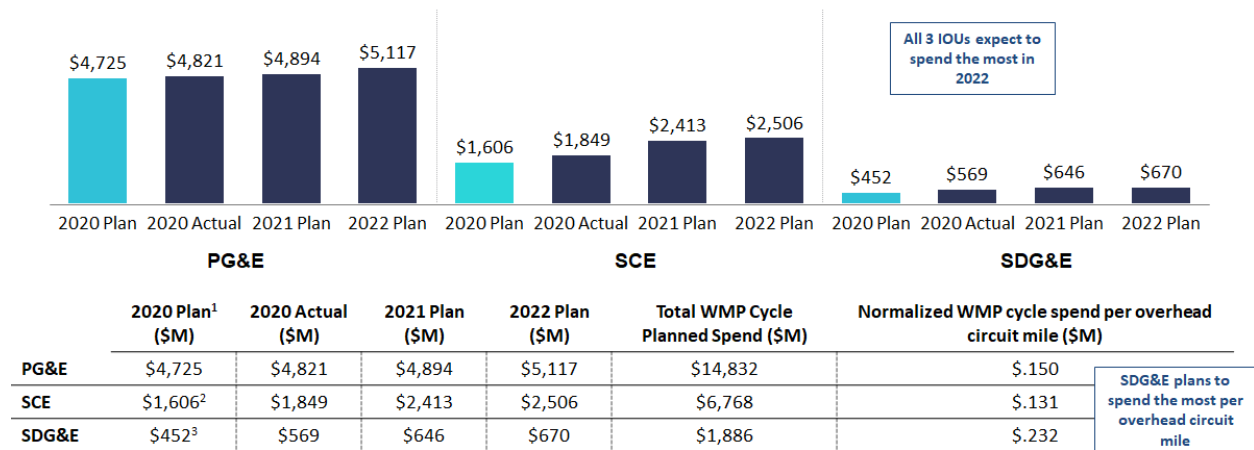 $4,725
$4,821
$4,894
$5,117
$1,606
$1,849
$2,413
$2,506
$452
$569
$646
$670
All 3 IOUs expect to
spend the most in
2022
2020 Plan 2020 Actual 2021 Plan 2022 Plan 2020 Plan 2020 Actual 2021 Plan 2022 Plan 2020 Plan 2020 Actual 2021 Plan 2022 Plan
PG&E SCE SDG&E
2020 Plan¹ 2020 Actual 2021 Plan 2022 Plan Total WMP Cycle Normalized WMP cycle spend per overhead
($M) ($M) ($M) ($M) Planned Spend ($M) circuit mile ($M)
PG&E $4,725 $4,821 $4,894 $5,117 $14,832 $.150
SCE $1,606² $1,849 $2,413 $2,506 $6,768 $.131
SDG&E $452³ $569 $646 $670 $1,886 $.232
SDG&E plans to
spend the most per
overhead circuit
mile